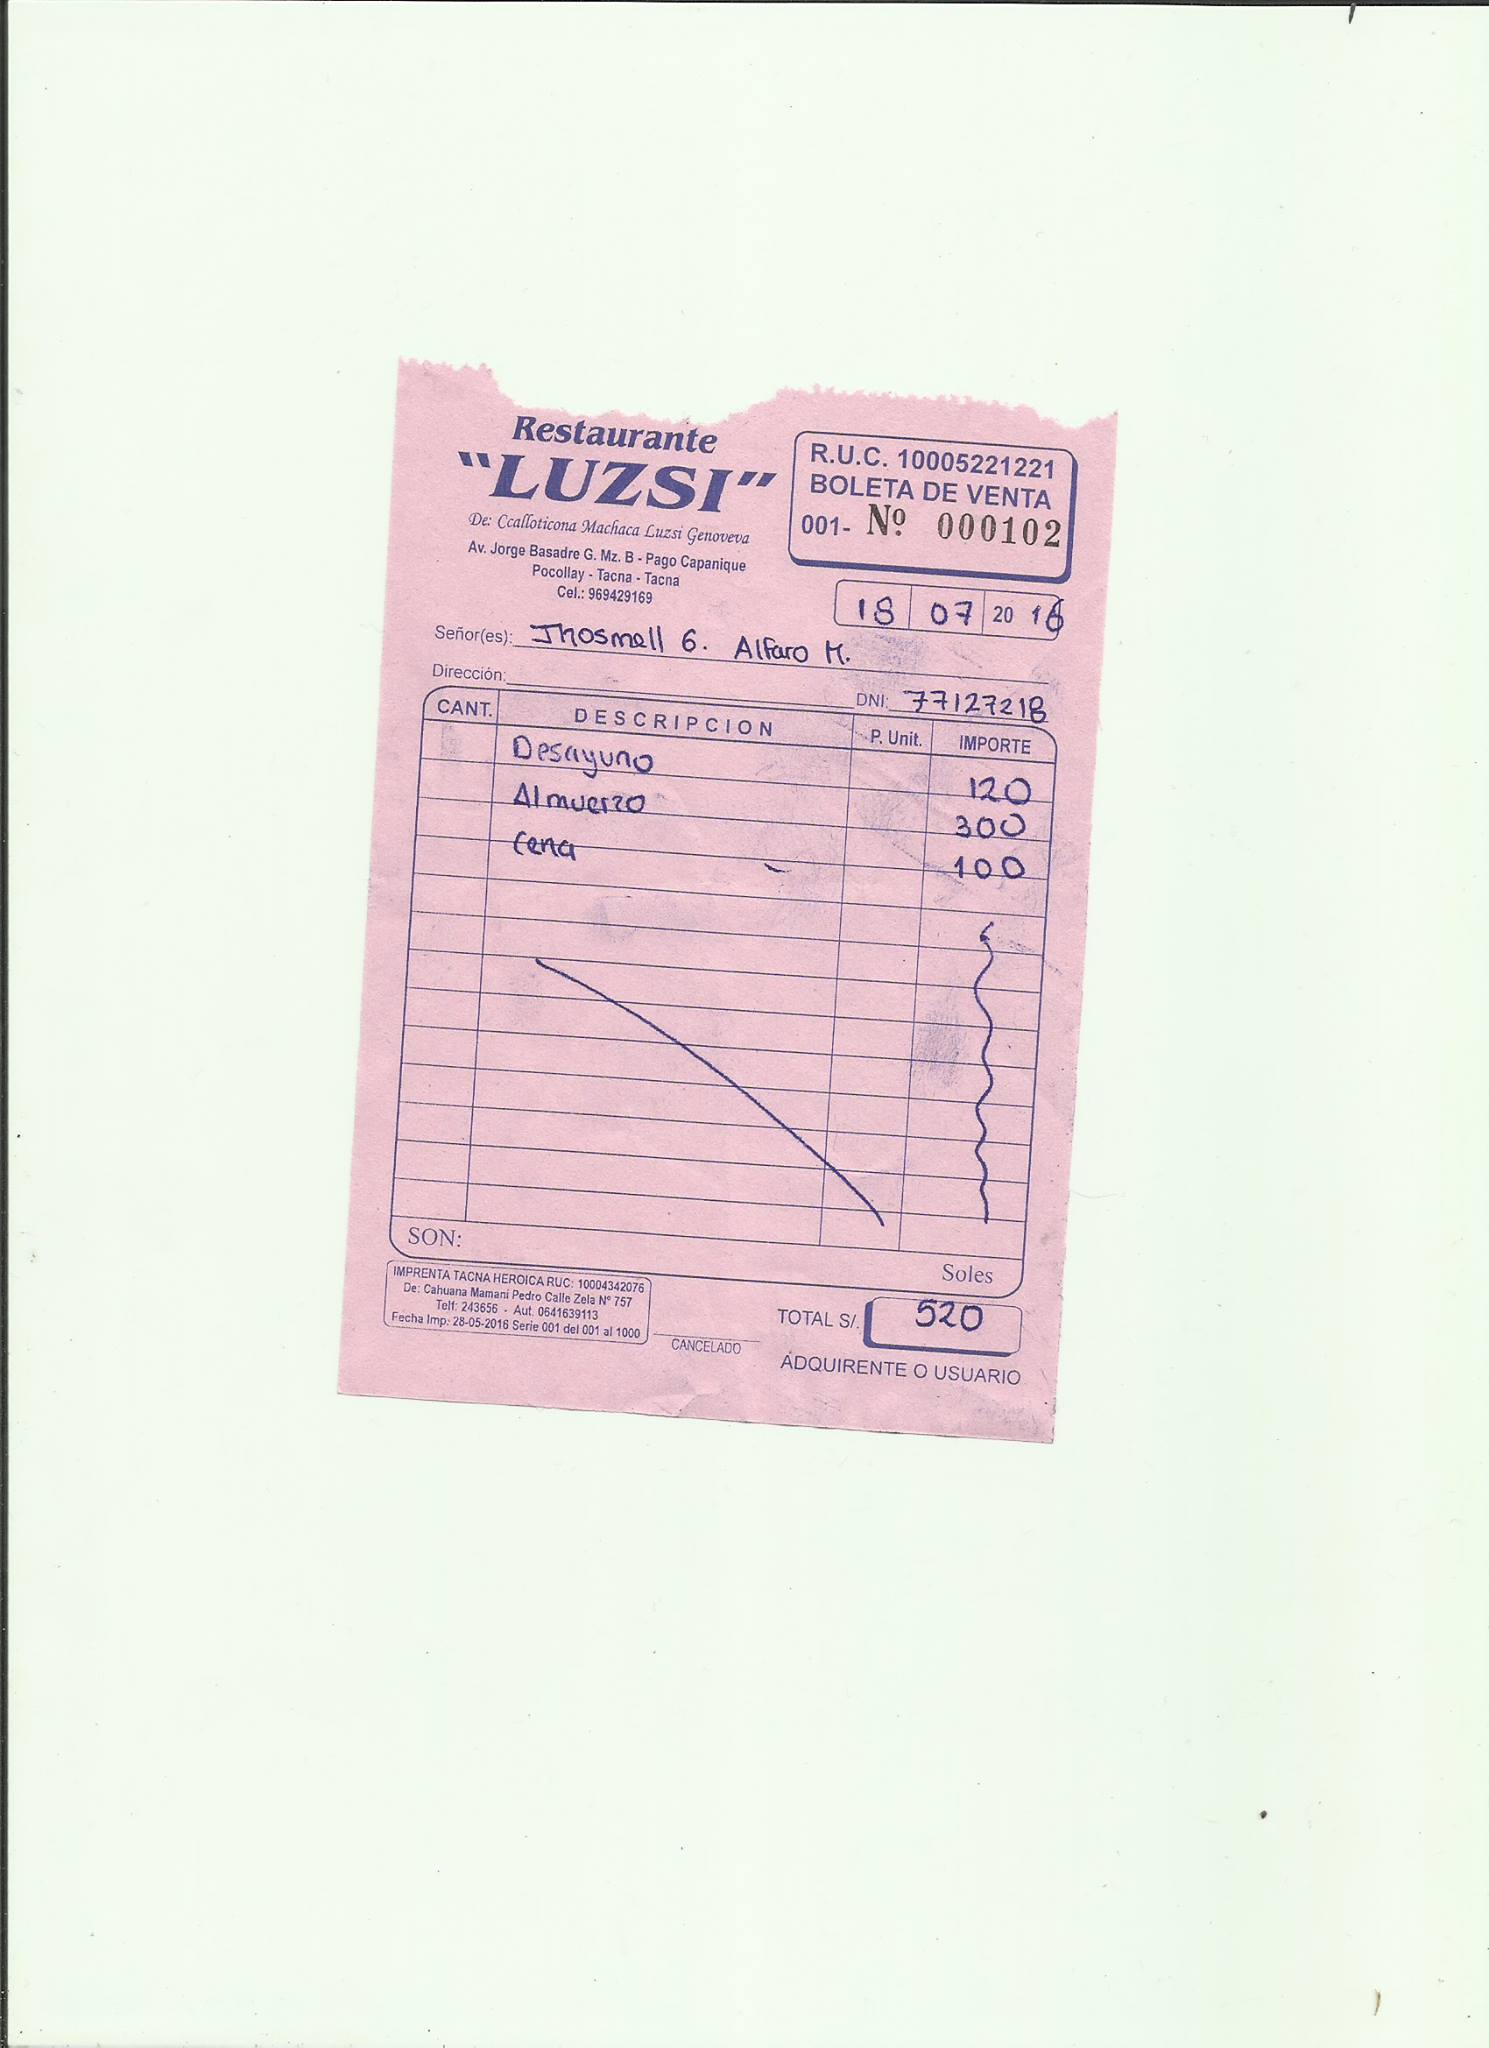 Restaurante
"LUZSI"
De: Ccalloticona Machaca Luzsi Genoveva
Av. Jorge Basadre G. Mz. B - Pago Capanique
Pocollay - Tacna - Tacna
Cel.: 969429169
R.U.C. 10005221221
BOLETA DE VENTA
001- Nº 000102
18 07 20 16
Señor(es): Jhosmell G. Alfaro M.
Dirección:
DNI: 77127218
CANT. DESCRIPCION P. Unit. IMPORTE
Desayuno 120
Almuerzo 300
Cena 100
SON:
Soles
IMPRENTA TACNA HEROICA RUC: 10004342076
De: Cahuana Mamani Pedro Calle Zela Nº 757
Telf: 243656 - Aut. 0641639113
Fecha Imp: 28-05-2016 Serie 001 del 001 al 1000
CANCELADO
TOTAL S/. 520
ADQUIRENTE O USUARIO